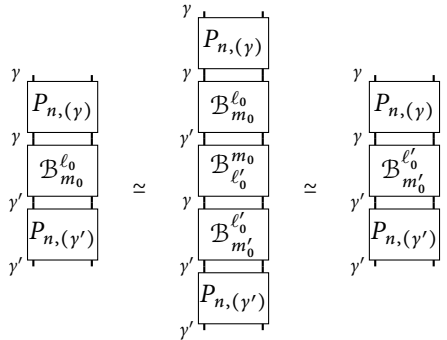 γ
P_{n,(γ)}
γ
ℬ^{ℓ_0}_{m_0}
γ′
P_{n,(γ′)}
γ′
≃
γ
P_{n,(γ)}
γ
ℬ^{ℓ_0}_{m_0}
γ′
ℬ^{m_0}_{ℓ′_0}
γ
ℬ^{ℓ′_0}_{m′_0}
γ′
P_{n,(γ′)}
γ′
≃
γ
P_{n,(γ)}
γ
ℬ^{ℓ′_0}_{m′_0}
γ′
P_{n,(γ′)}
γ′